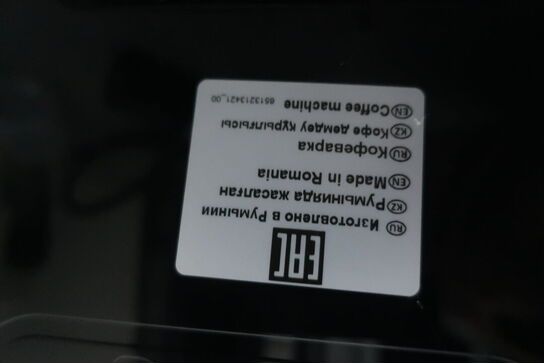 EAC
RU Изготовлено в Румынии
KZ Румынияда жасалған
EN Made in Romania
RU Кофеварка
KZ Кофе демдеу құрылғысы
EN Coffee machine 6513213421_00